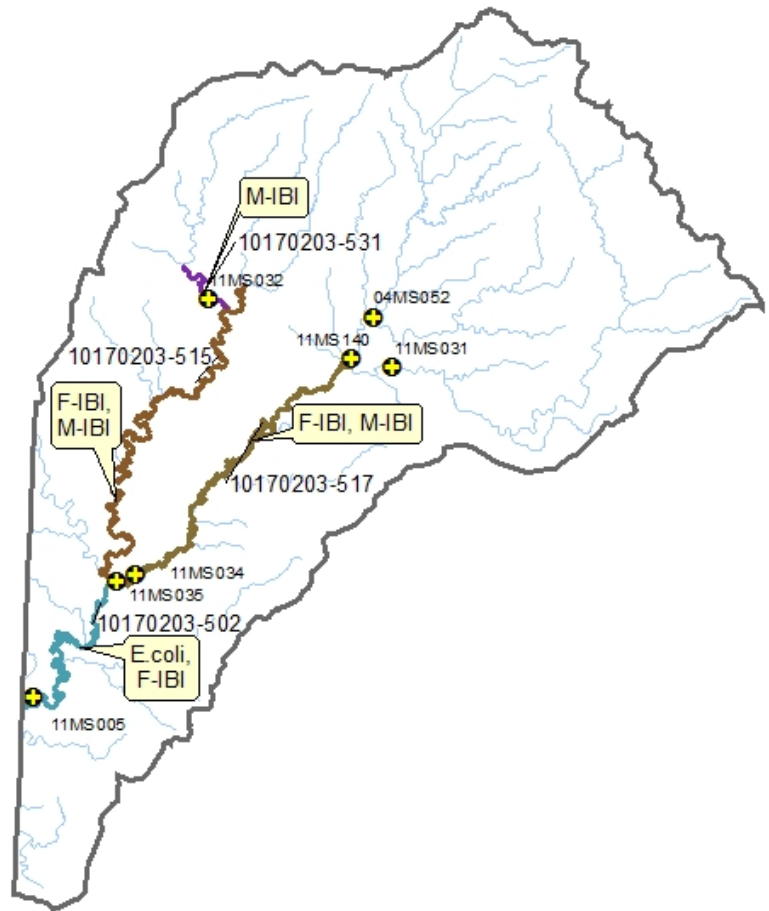 M-IBI
10170203-531
11MS032
04MS052
11MS140
11MS031
10170203-515
F-IBI,
M-IBI
F-IBI, M-IBI
10170203-517
11MS034
11MS035
10170203-502
E.coli,
F-IBI
11MS005